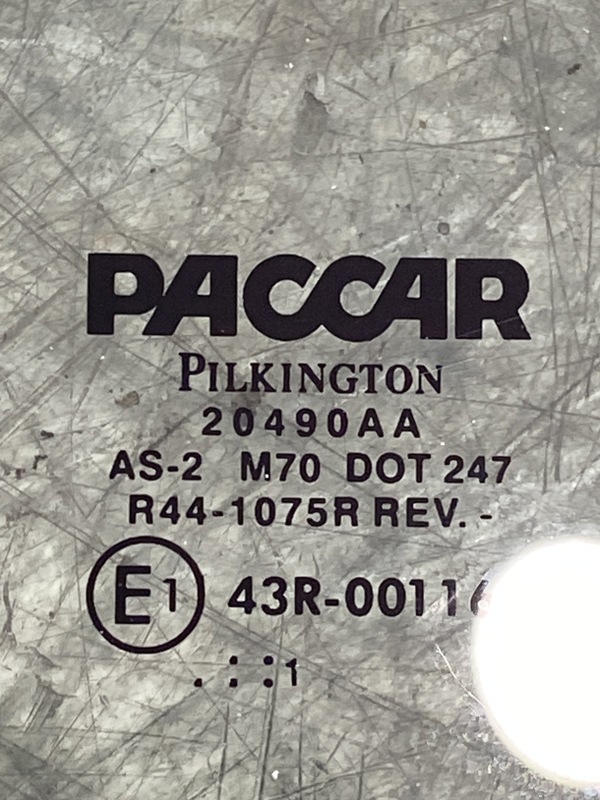 PACCAR
PILKINGTON
20490AA
AS-2 M70 DOT 247
R44-1075R REV. -
E1 43R-0011
. : : 1